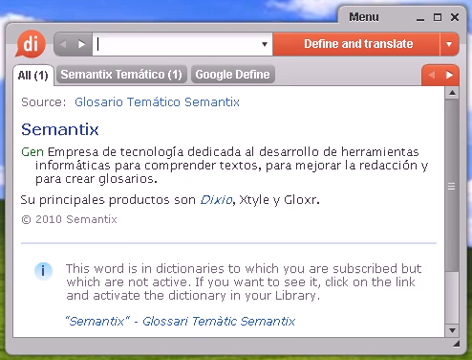 Menu
di
Define and translate
All (1) Semantix Temático (1) Google Define
Source: Glosario Temático Semantix
Semantix
Gen Empresa de tecnología dedicada al desarrollo de herramientas
informáticas para comprender textos, para mejorar la redacción y
para crear glosarios.
Su principales productos son Dixio, Xtyle y Gloxr.
© 2010 Semantix
i
This word is in dictionaries to which you are subscribed but
which are not active. If you want to see it, click on the link
and activate the dictionary in your Library.
"Semantix" - Glossari Temàtic Semantix